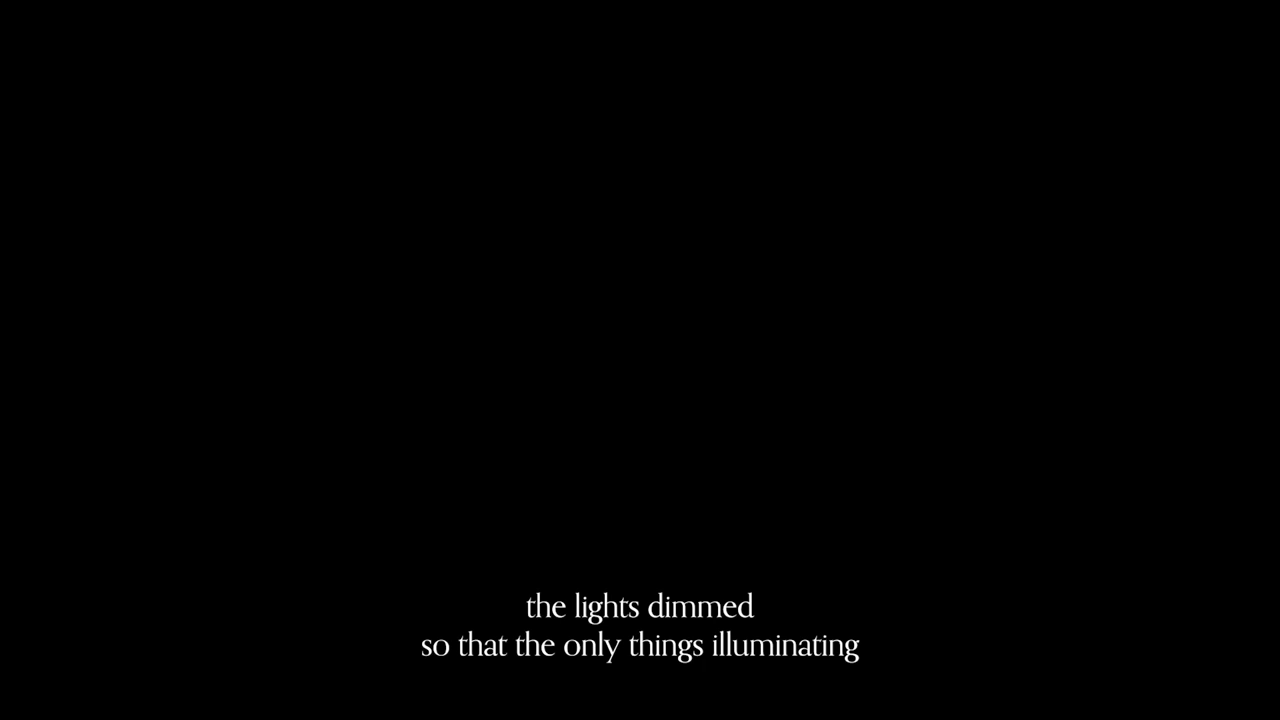 the lights dimmed
so that the only things illuminating